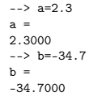 --> a=2.3
a =
2.3000
--> b=-34.7
b =
-34.7000